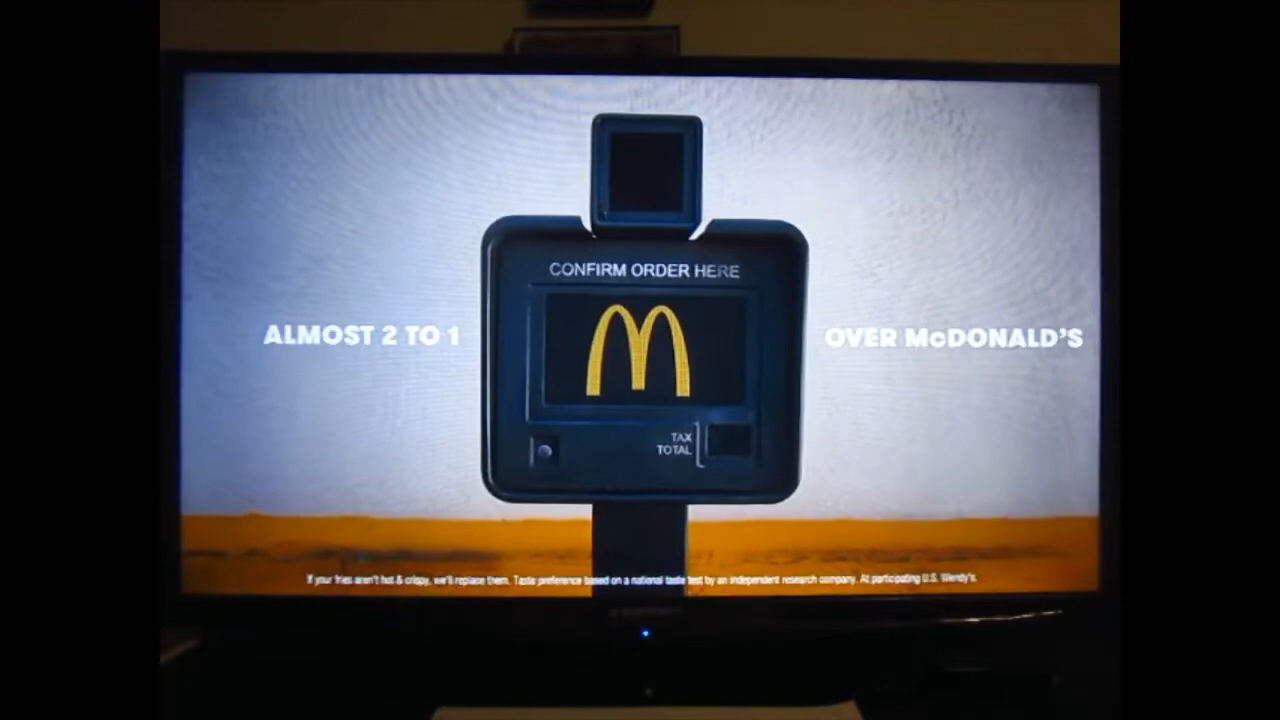 CONFIRM ORDER HERE
ALMOST 2 TO 1
OVER McDONALD'S
TAX
TOTAL
If your fries aren't hot & crispy, we'll replace them. Taste preference based on a national taste test by an independent research company. At participating U.S. Wendy's.